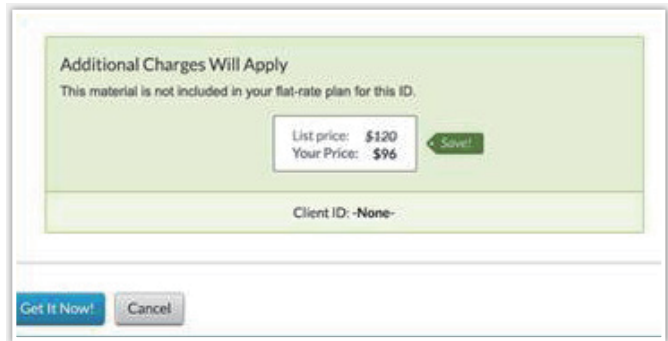 Additional Charges Will Apply
This material is not included in your flat-rate plan for this ID.
List price: $120
Your Price: $96
Save!
Client ID: -None-
Get It Now!
Cancel